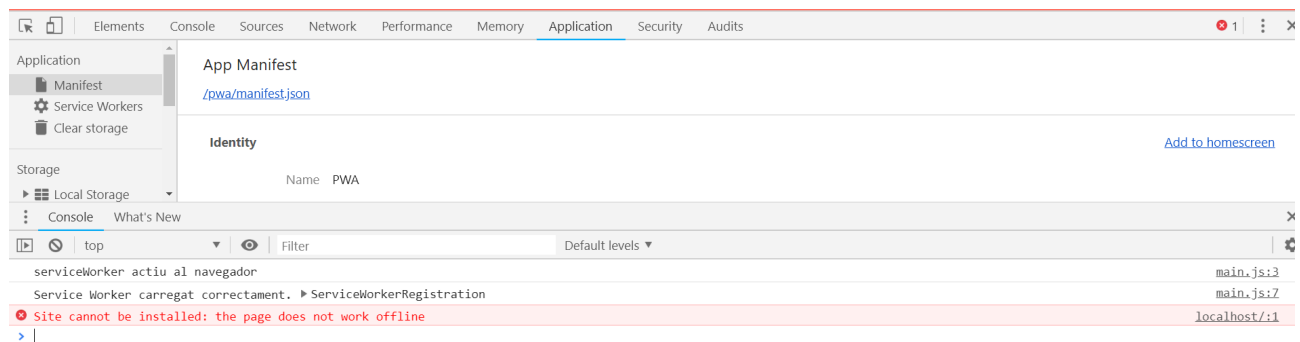 Elements Console Sources Network Performance Memory Application Security Audits 1
Application
Manifest
Service Workers
Clear storage
Storage
Local Storage
App Manifest
/pwa/manifest.json
Identity Add to homescreen
Name PWA
Console What's New
top Filter Default levels
serviceWorker actiu al navegador main.js:3
Service Worker carregat correctament. ServiceWorkerRegistration main.js:7
Site cannot be installed: the page does not work offline localhost/:1